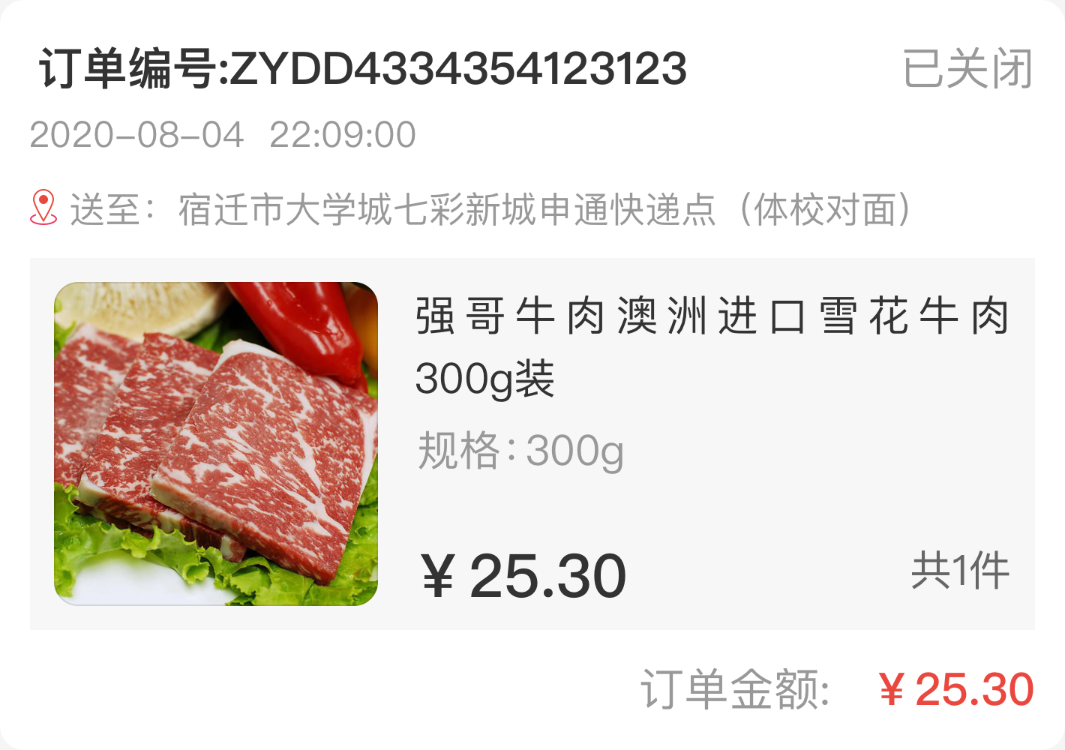 订单编号:ZYDD4334354123123
已关闭
2020-08-04 22:09:00
送至：宿迁市大学城七彩新城申通快递点（体校对面）
强哥牛肉澳洲进口雪花牛肉
300g装
规格:300g
¥25.30
共1件
订单金额: ¥25.30